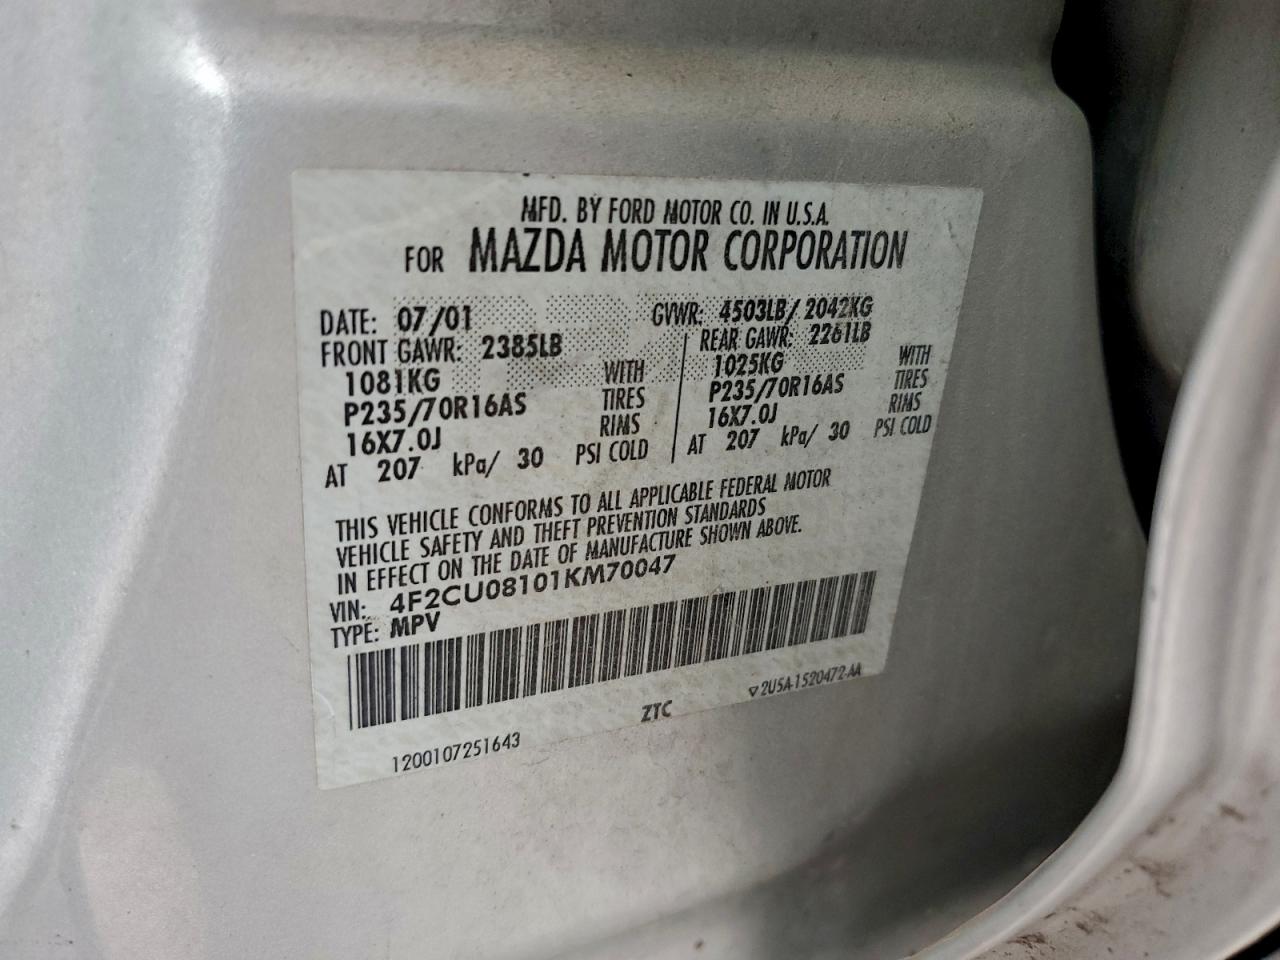 MFD. BY FORD MOTOR CO. IN U.S.A.
FOR MAZDA MOTOR CORPORATION
DATE: 07/01 GVWR: 4503LB/ 2042KG
FRONT GAWR: 2385LB REAR GAWR: 2261LB
1081KG WITH 1025KG WITH
P235/70R16AS TIRES P235/70R16AS TIRES
16X7.0J RIMS 16X7.0J RIMS
AT 207 kPa/ 30 PSI COLD AT 207 kPa/ 30 PSI COLD
THIS VEHICLE CONFORMS TO ALL APPLICABLE FEDERAL MOTOR
VEHICLE SAFETY AND THEFT PREVENTION STANDARDS
IN EFFECT ON THE DATE OF MANUFACTURE SHOWN ABOVE.
VIN: 4F2CU08101KM70047
TYPE: MPV
ZTC
▽2U5A-1520472-AA
1200107251643